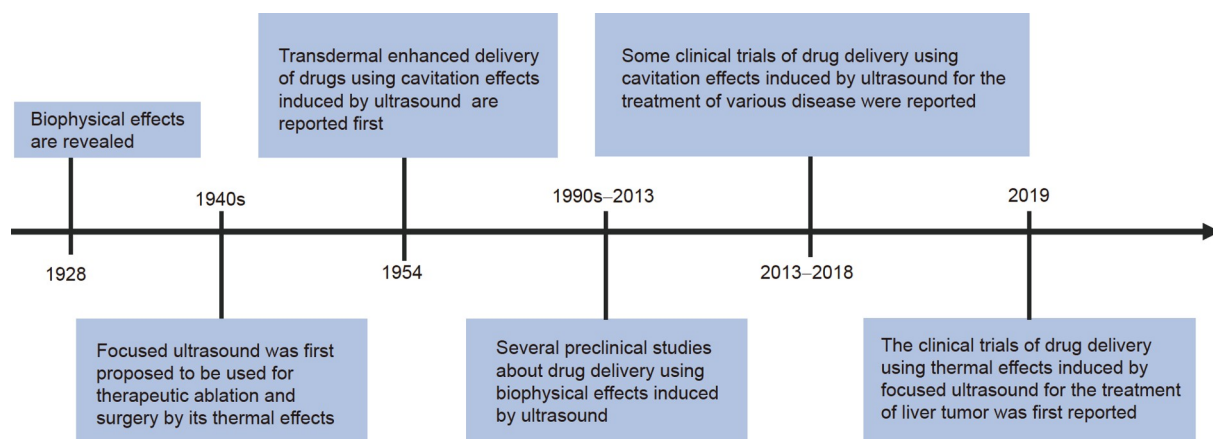 Biophysical effects
are revealed
1928
1940s
Focused ultrasound was first
proposed to be used for
therapeutic ablation and
surgery by its thermal effects
Transdermal enhanced delivery
of drugs using cavitation effects
induced by ultrasound are
reported first
1954
1990s–2013
Several preclinical studies
about drug delivery using
biophysical effects induced
by ultrasound
Some clinical trials of drug delivery using
cavitation effects induced by ultrasound for the
treatment of various disease were reported
2013–2018
2019
The clinical trials of drug delivery
using thermal effects induced by
focused ultrasound for the treatment
of liver tumor was first reported